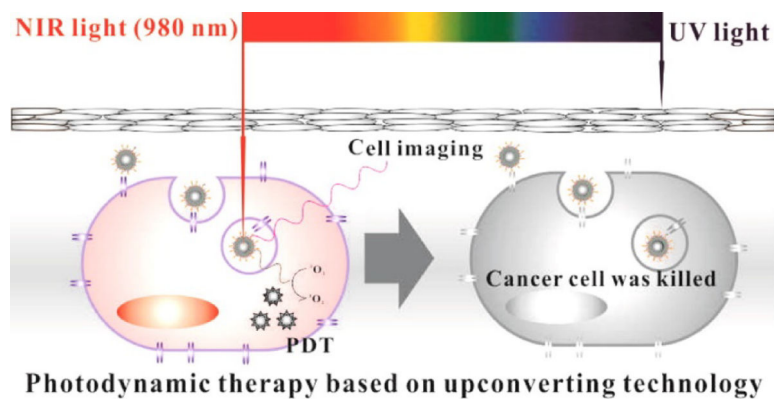 NIR light (980 nm)
UV light
Cell imaging
¹O₂
³O₂
PDT
Cancer cell was killed
Photodynamic therapy based on upconverting technology